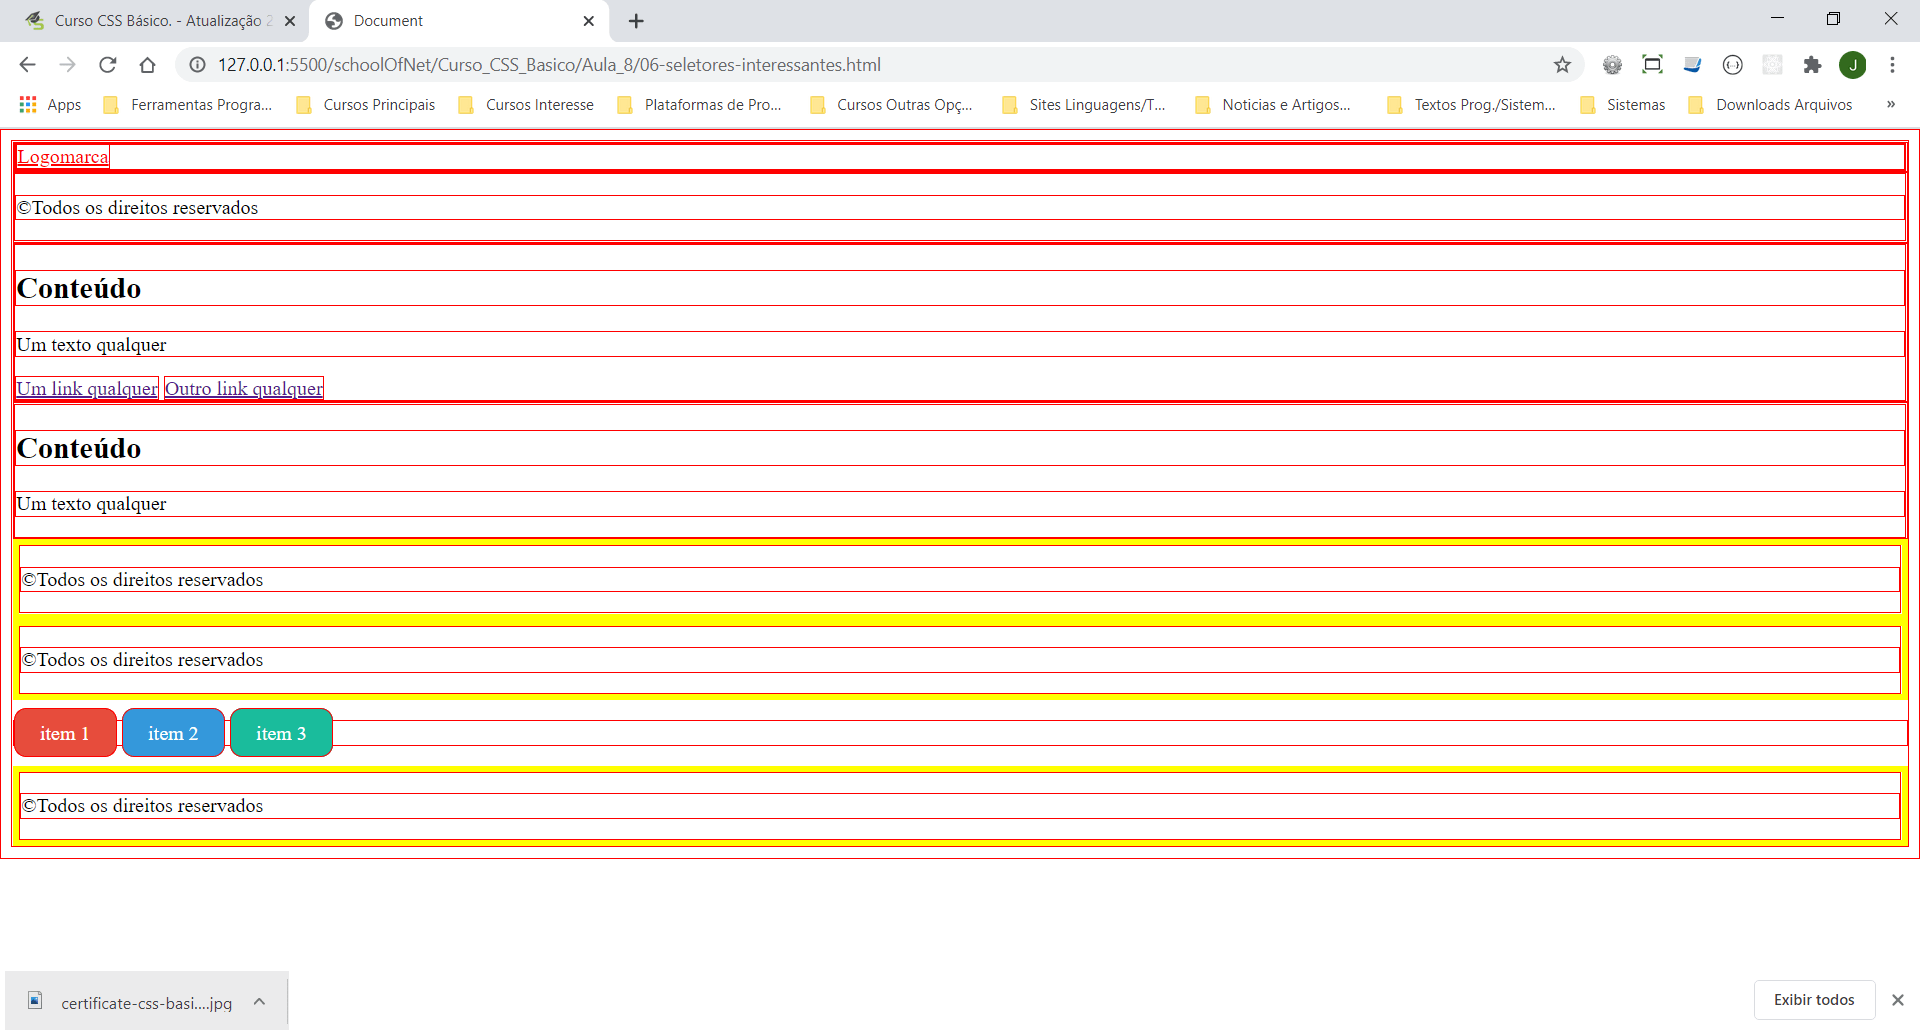 Curso CSS Básico. - Atualização 2
Document
127.0.0.1:5500/schoolOfNet/Curso_CSS_Basico/Aula_8/06-seletores-interessantes.html
J
Apps Ferramentas Progra... Cursos Principais Cursos Interesse Plataformas de Pro... Cursos Outras Opç... Sites Linguagens/T... Noticias e Artigos... Textos Prog./Sistem... Sistemas Downloads Arquivos »
Logomarca
©Todos os direitos reservados
Conteúdo
Um texto qualquer
Um link qualquer Outro link qualquer
Conteúdo
Um texto qualquer
©Todos os direitos reservados
©Todos os direitos reservados
item 1 item 2 item 3
©Todos os direitos reservados
certificate-css-basi....jpg
Exibir todos